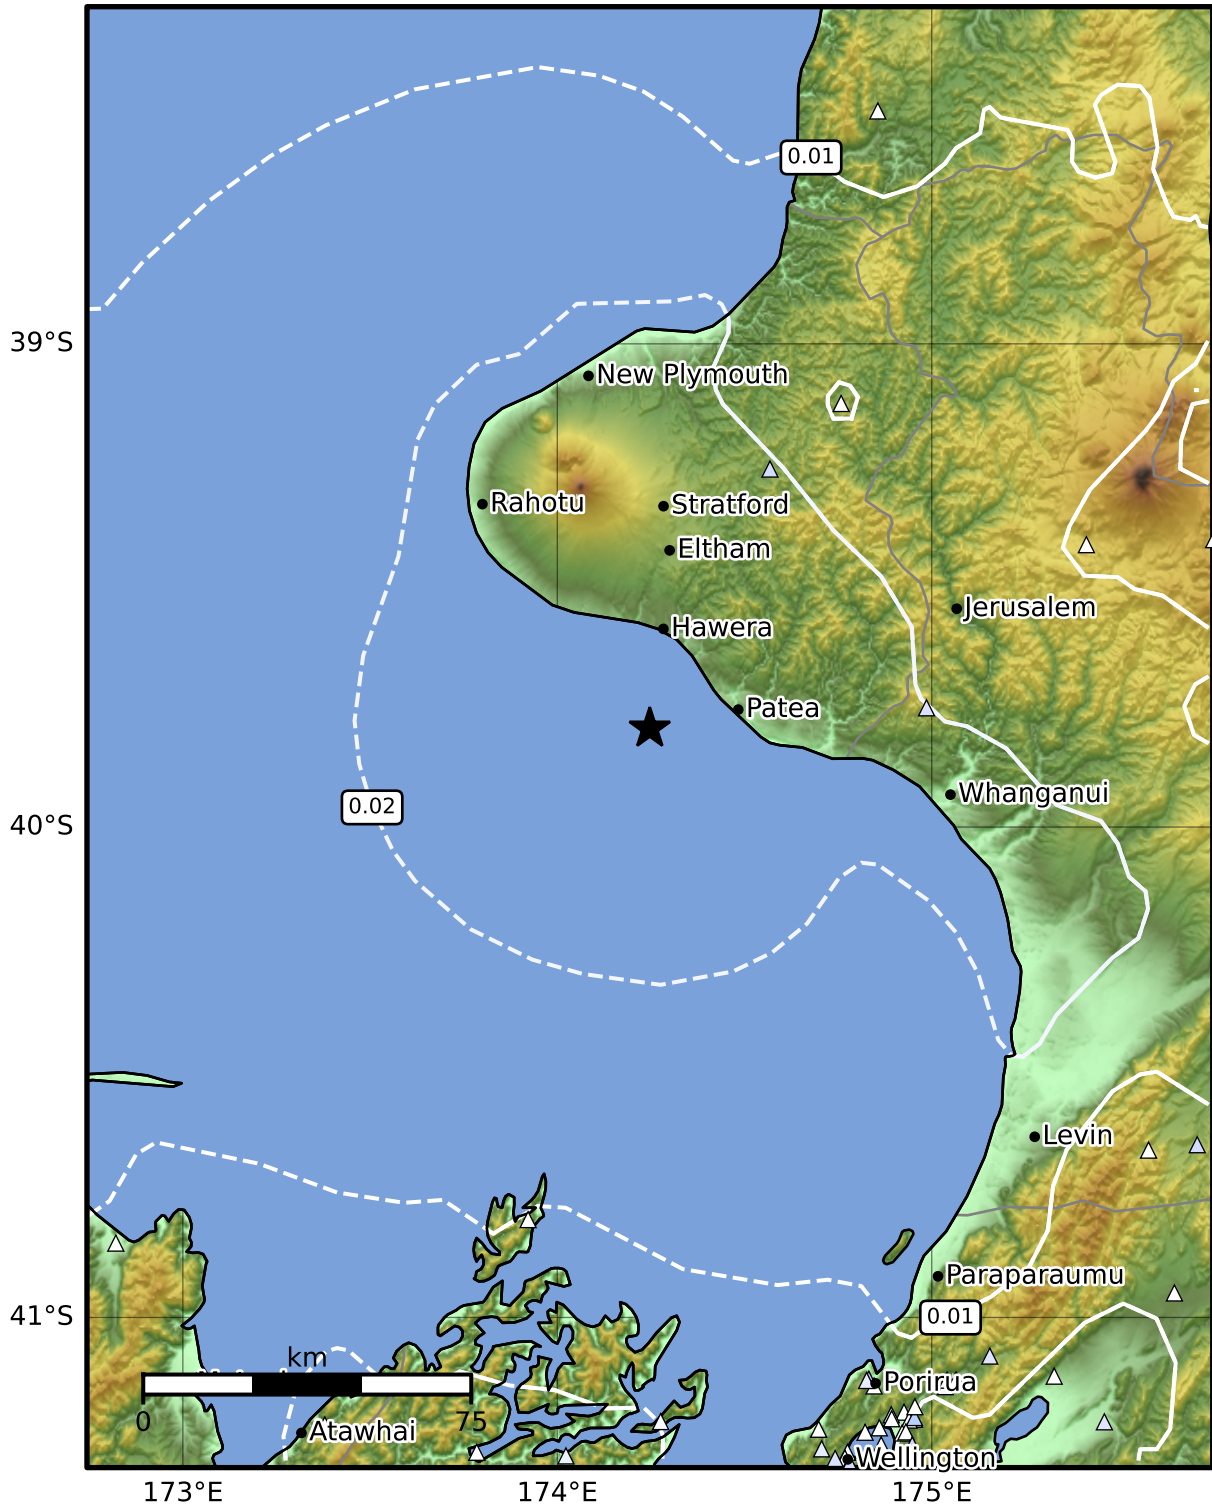 0.01
39°S
New Plymouth
Rahotu
Stratford
Eltham
Jerusalem
Hawera
Patea
Whanganui
0.02
40°S
Levin
Paraparaumu
41°S
0.01
km
Porirua
0
75
Atawhai
Wellington
173°E
174°E
175°E